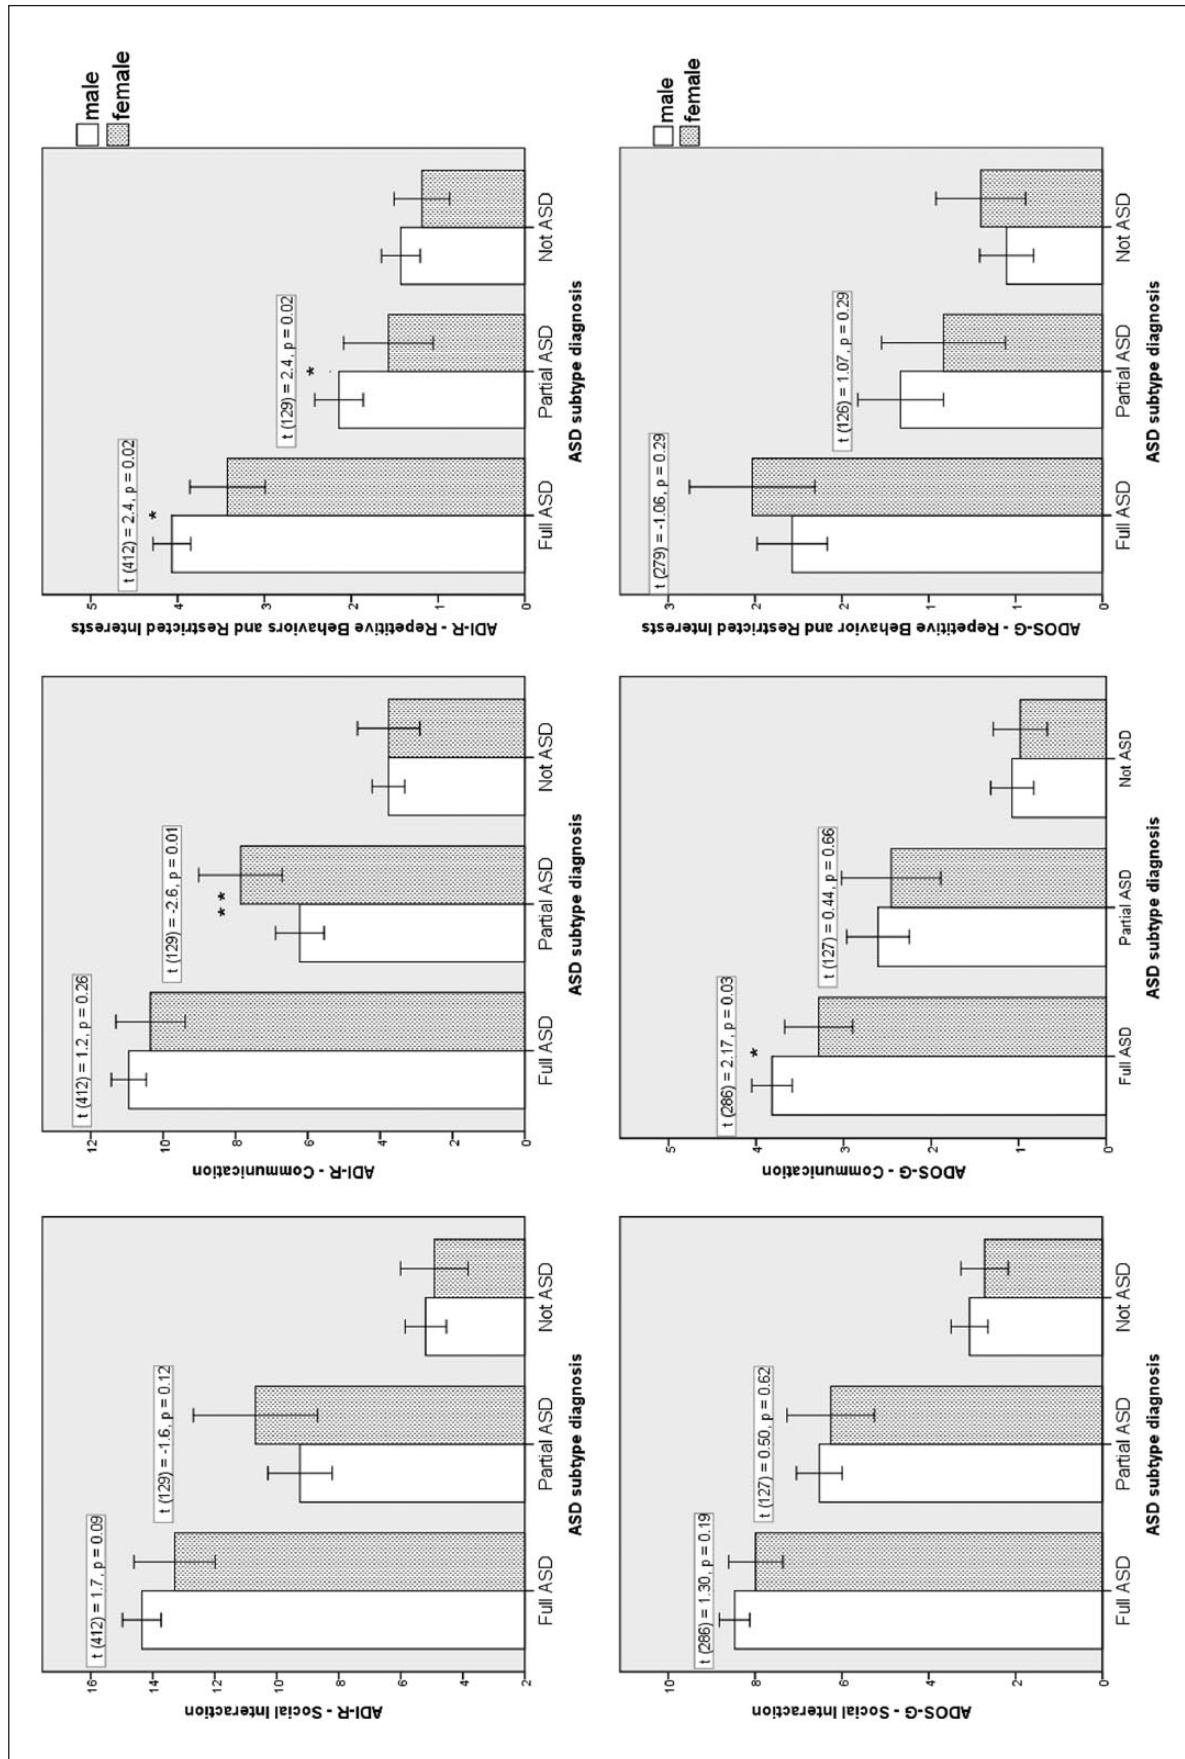 male
female
ADI-R - Social Interaction
16
14
12
10
8
6
4
2
t (412) = 1.7, p = 0.09
t (129) = -1.6, p = 0.12
Full ASD
Partial ASD
Not ASD
ASD subtype diagnosis
ADI-R - Communication
12
10
8
6
4
2
0
t (412) = 1.2, p = 0.26
t (129) = -2.6, p = 0.01
* *
Full ASD
Partial ASD
Not ASD
ASD subtype diagnosis
ADI-R - Repetitive Behaviors and Restricted Interests
5
4
3
2
1
0
t (412) = 2.4, p = 0.02
*
t (129) = 2.4, p = 0.02
*
Full ASD
Partial ASD
Not ASD
ASD subtype diagnosis
male
female
ADOS-G - Social Interaction
10
8
6
4
2
0
t (286) = 1.30, p = 0.19
t (127) = 0.50, p = 0.62
Full ASD
Partial ASD
Not ASD
ASD subtype diagnosis
ADOS-G - Communication
5
4
3
2
1
0
t (286) = 2.17, p = 0.03
*
t (127) = 0.44, p = 0.66
Full ASD
Partial ASD
Not ASD
ASD subtype diagnosis
ADOS-G - Repetitive Behavior and Restricted Interests
3
2
2
1
1
0
t (279) = -1.06, p = 0.29
t (126) = 1.07, p = 0.29
Full ASD
Partial ASD
Not ASD
ASD subtype diagnosis